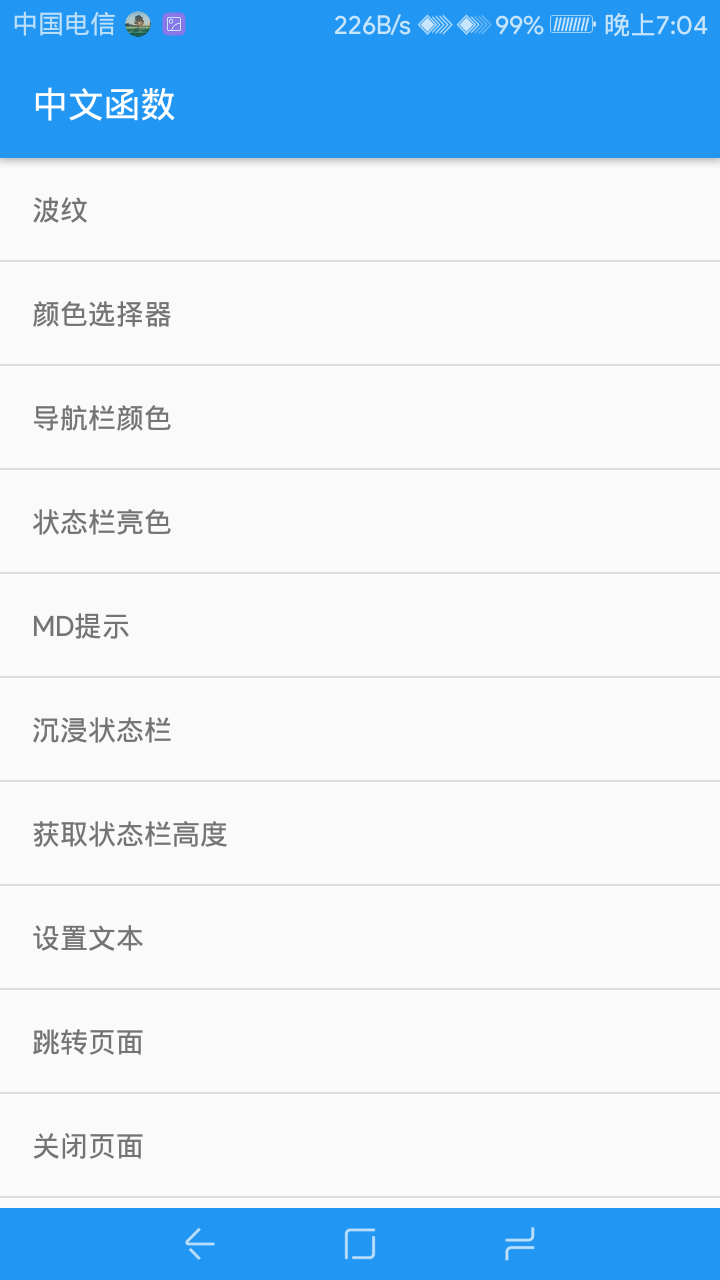 中国电信 226B/s 99% 晚上7:04
中文函数
波纹
颜色选择器
导航栏颜色
状态栏亮色
MD提示
沉浸状态栏
获取状态栏高度
设置文本
跳转页面
关闭页面